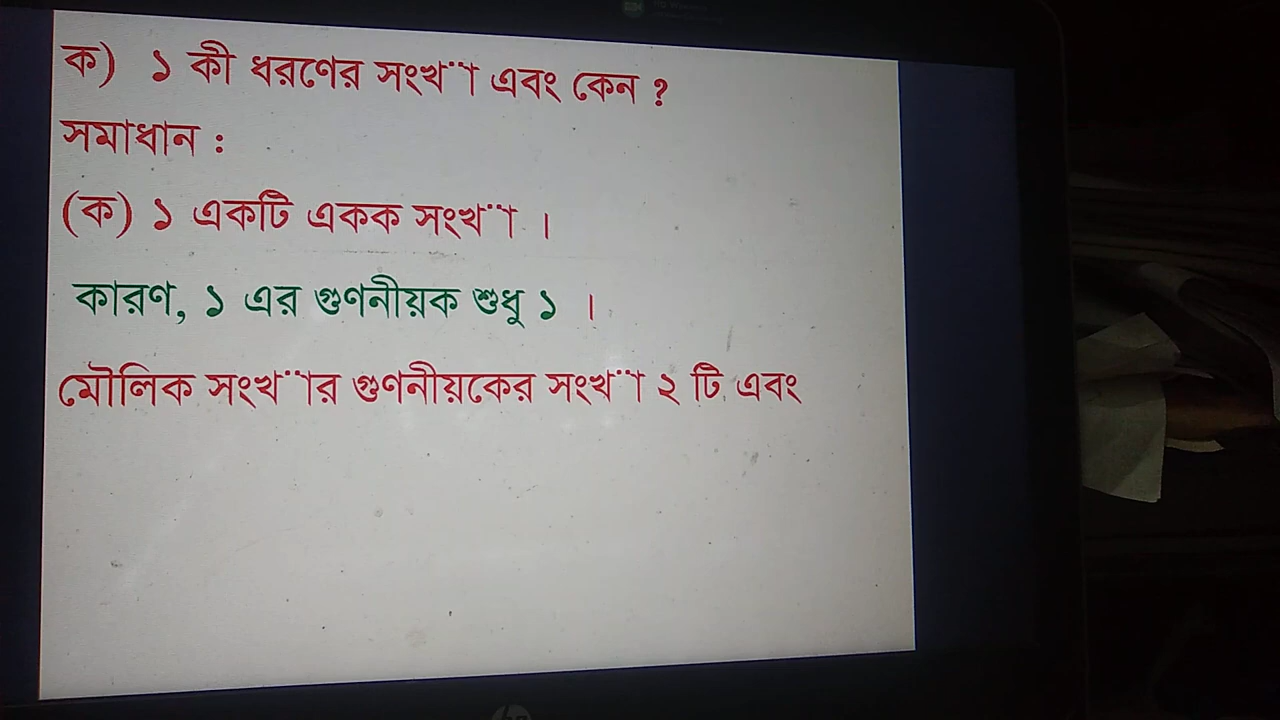 ক) ১ কী ধরণের সংখ্যা এবং কেন ?
সমাধান :
(ক) ১ একটি একক সংখ্যা ।
কারণ, ১ এর গুণনীয়ক শুধু ১ ।
মৌলিক সংখ্যার গুণনীয়কের সংখ্যা ২ টি এবং